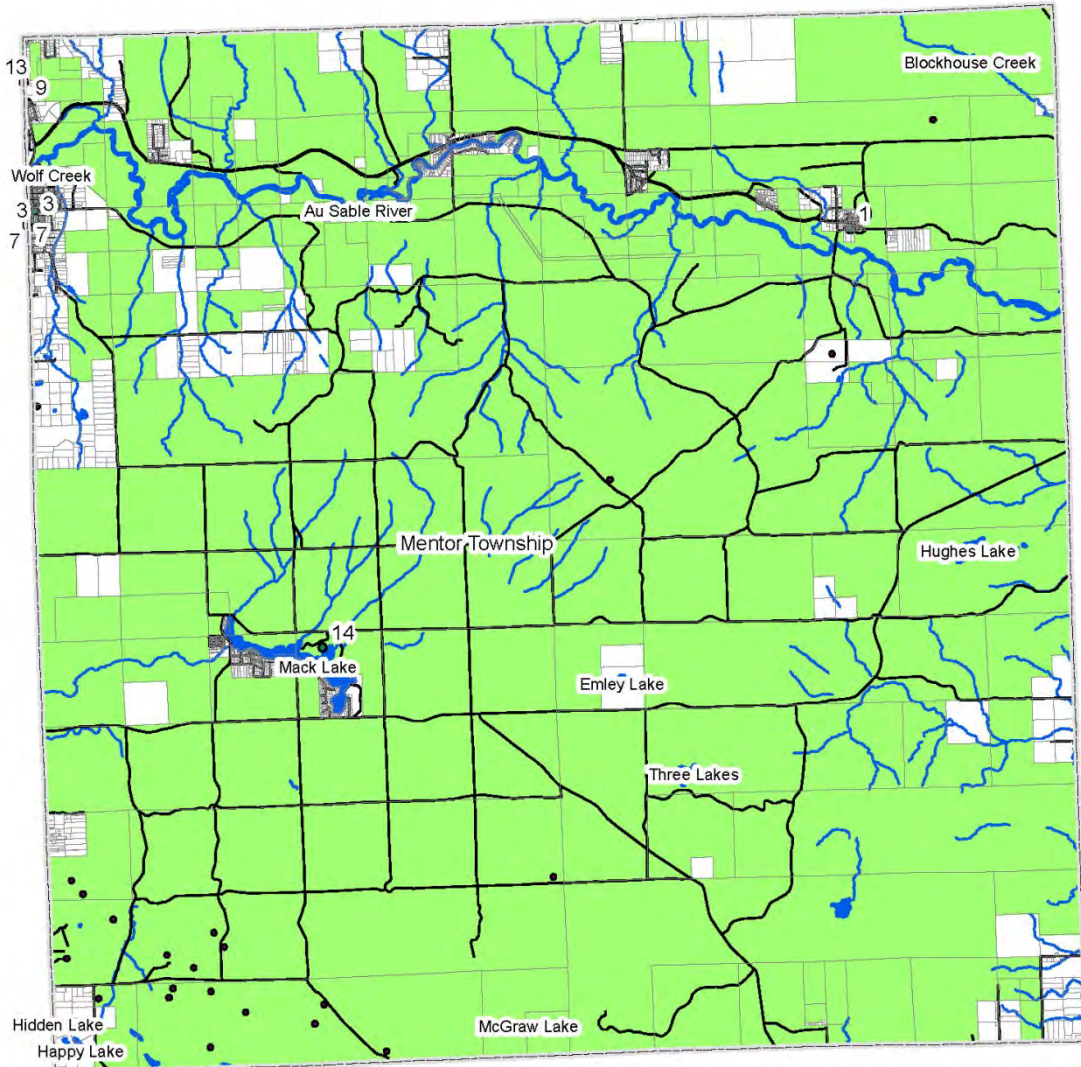 Blockhouse Creek
13
9
Wolf Creek
3
3
Au Sable River
1
7
7
Mentor Township
Hughes Lake
14
Mack Lake
Emley Lake
Three Lakes
McGraw Lake
Hidden Lake
Happy Lake